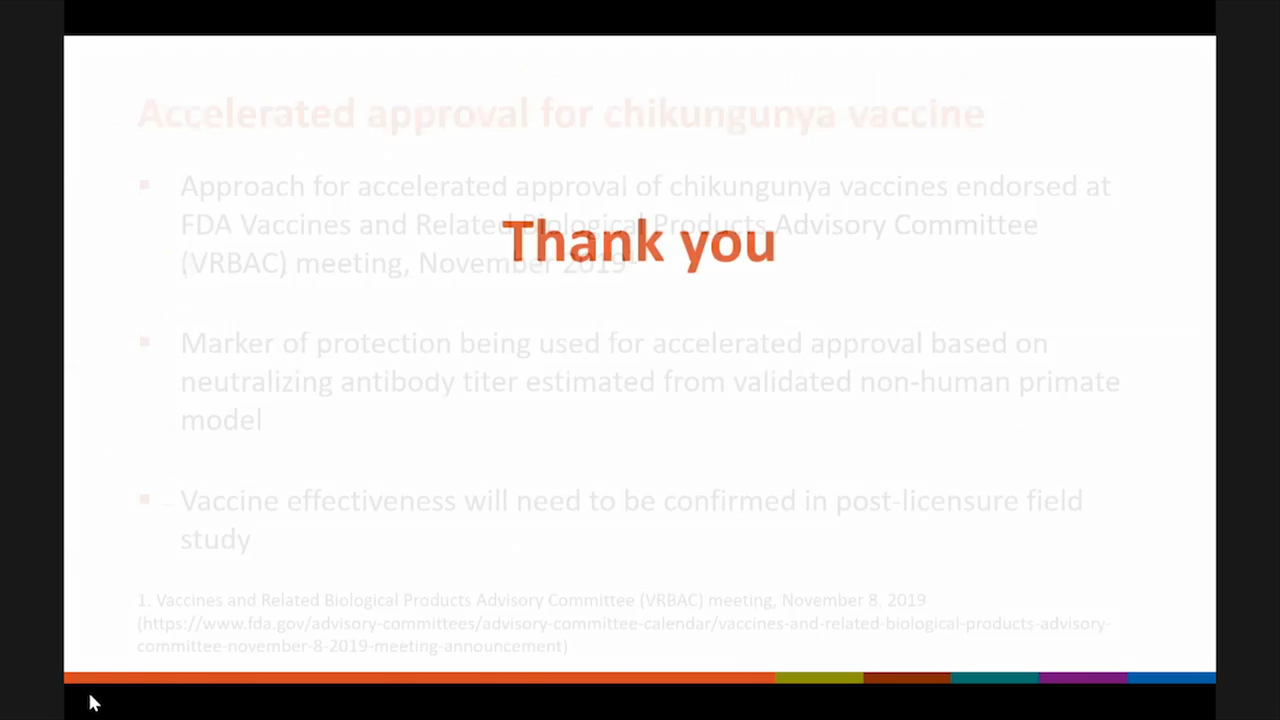 Accelerated approval for chikungunya vaccine
▪ Approach for accelerated approval of chikungunya vaccines endorsed at
FDA Vaccines and Related Biological Products Advisory Committee
Thank you
(VRBAC) meeting, November 2019¹
▪ Marker of protection being used for accelerated approval based on
neutralizing antibody titer estimated from validated non-human primate
model
▪ Vaccine effectiveness will need to be confirmed in post-licensure field
study
1. Vaccines and Related Biological Products Advisory Committee (VRBAC) meeting, November 8, 2019
(https://www.fda.gov/advisory-committees/advisory-committee-calendar/vaccines-and-related-biological-products-advisory-
committee-november-8-2019-meeting-announcement)